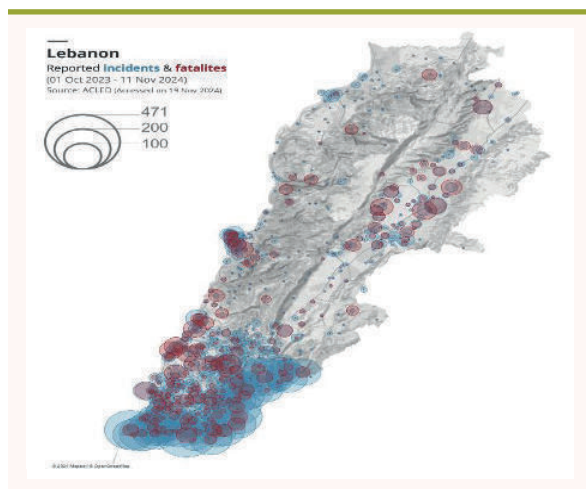 Lebanon
Reported incidents & fatalites
(01 Oct 2023 - 11 Nov 2024)
Source: ACLED (Accessed on 19 Nov 2024)
471
200
100